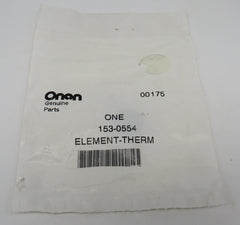 Onan
Genuine
Parts
00175
ONE
153-0554
ELEMENT-THERM